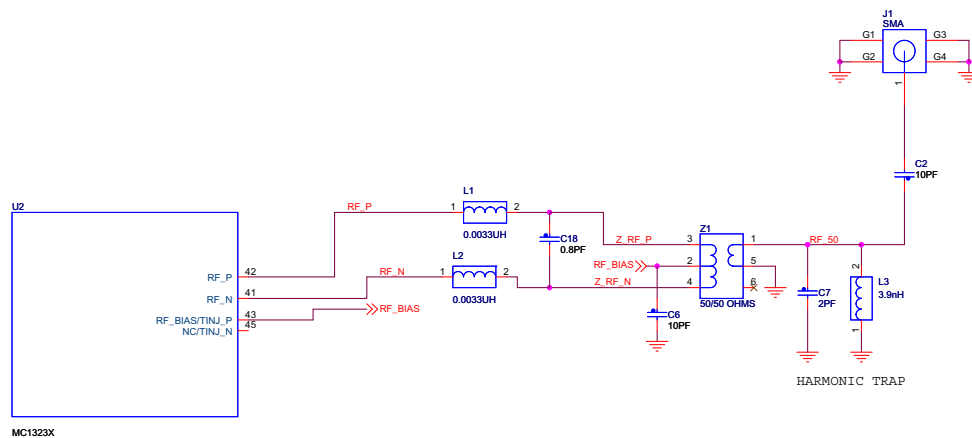 J1
SMA
G1
G3
G2
G4
1
C2
10PF
U2
L1
RF_P
1
2
0.0033UH
C18
0.8PF
Z1
Z_RF_P
3
1
RF_50
L2
RF_BIAS
2
5
RF_N
1
2
Z_RF_N
4
6
0.0033UH
50/50 OHMS
RF_P
42
RF_N
41
RF_BIAS/TINJ_P
43
RF_BIAS
NC/TINJ_N
45
C6
10PF
C7
2PF
2
L3
3.9nH
1
HARMONIC TRAP
MC1323X